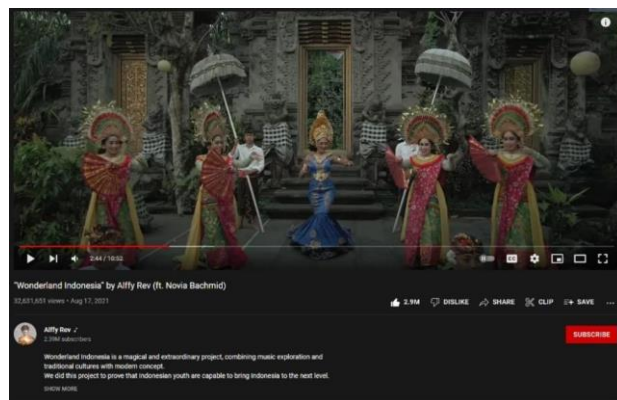 2:44 / 10:52
"Wonderland Indonesia" by Alffy Rev (ft. Novia Bachmid)
32,631,651 views • Aug 17, 2021
2.9M DISLIKE SHARE CLIP SAVE ...
Alffy Rev ♪
2.39M subscribers
SUBSCRIBE
Wonderland Indonesia is a magical and extraordinary project, combining music exploration and
traditional cultures with modern concept.
We did this project to prove that Indonesian youth are capable to bring Indonesia to the next level.
SHOW MORE